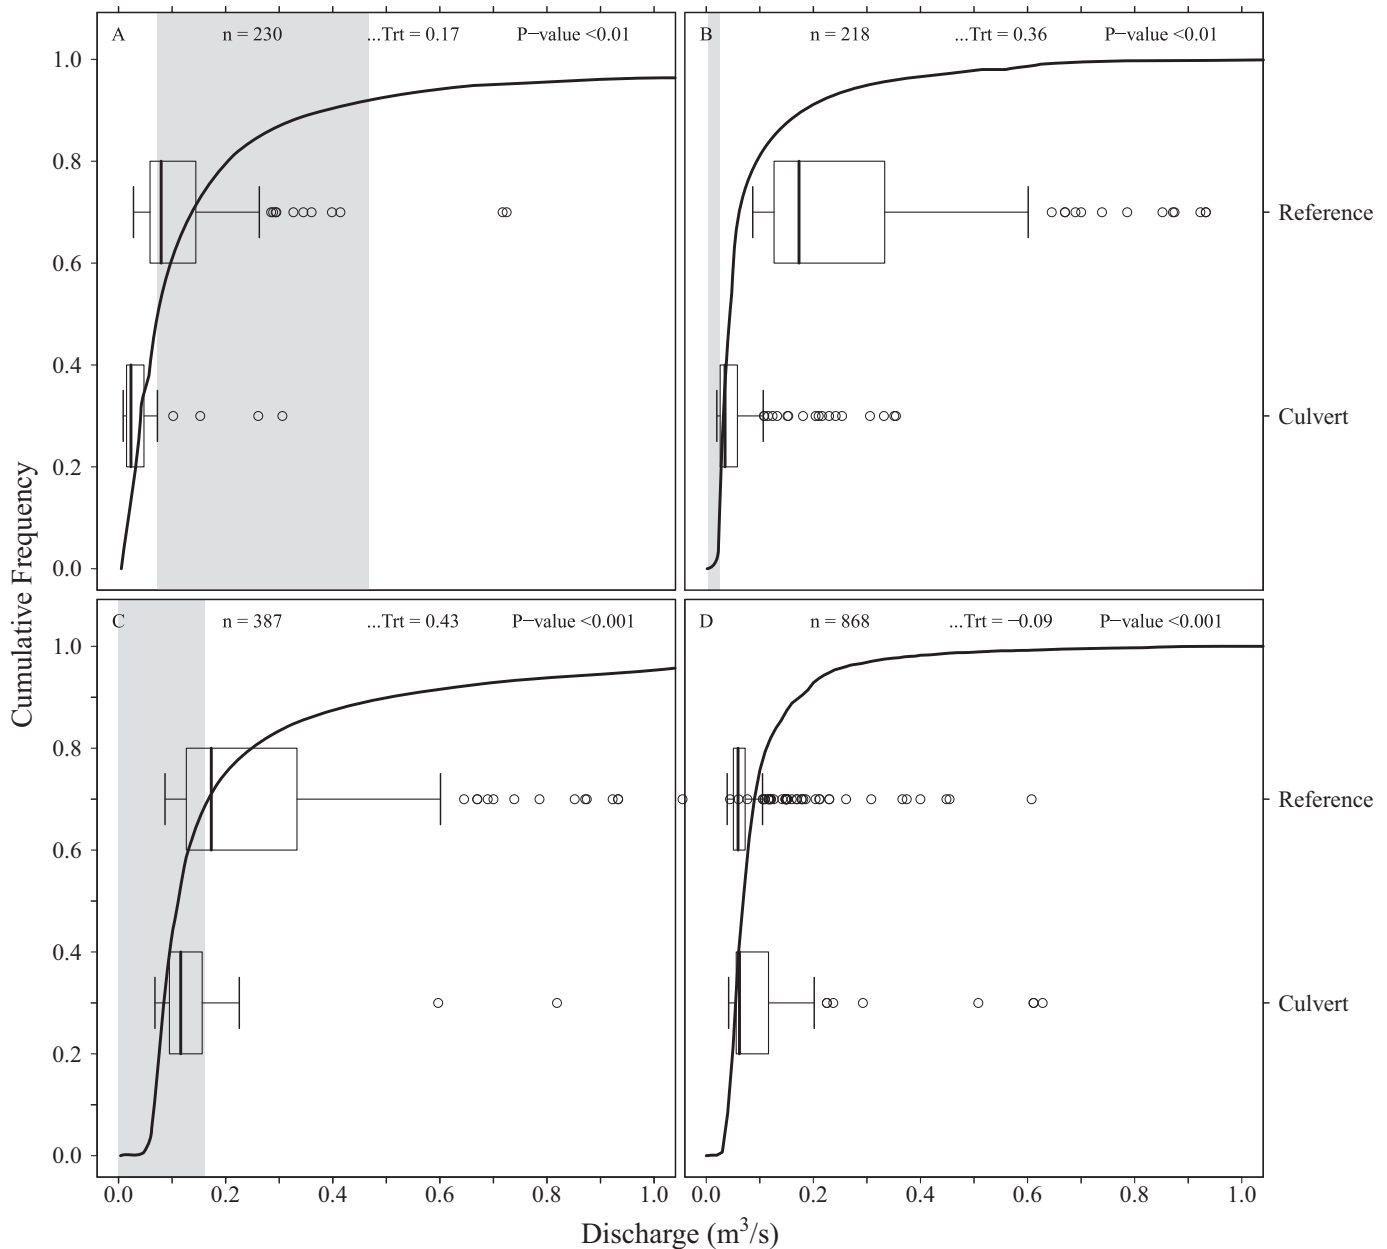 A n = 230 ...Trt = 0.17 P−value <0.01
B n = 218 ...Trt = 0.36 P−value <0.01
1.0
0.8
0.6
0.4
0.2
0.0
Reference
Culvert
Cumulative Frequency
C n = 387 ...Trt = 0.43 P−value <0.001
D n = 868 ...Trt = −0.09 P−value <0.001
1.0
0.8
0.6
0.4
0.2
0.0
Reference
Culvert
0.0 0.2 0.4 0.6 0.8 1.0
0.0 0.2 0.4 0.6 0.8 1.0
Discharge (m³/s)